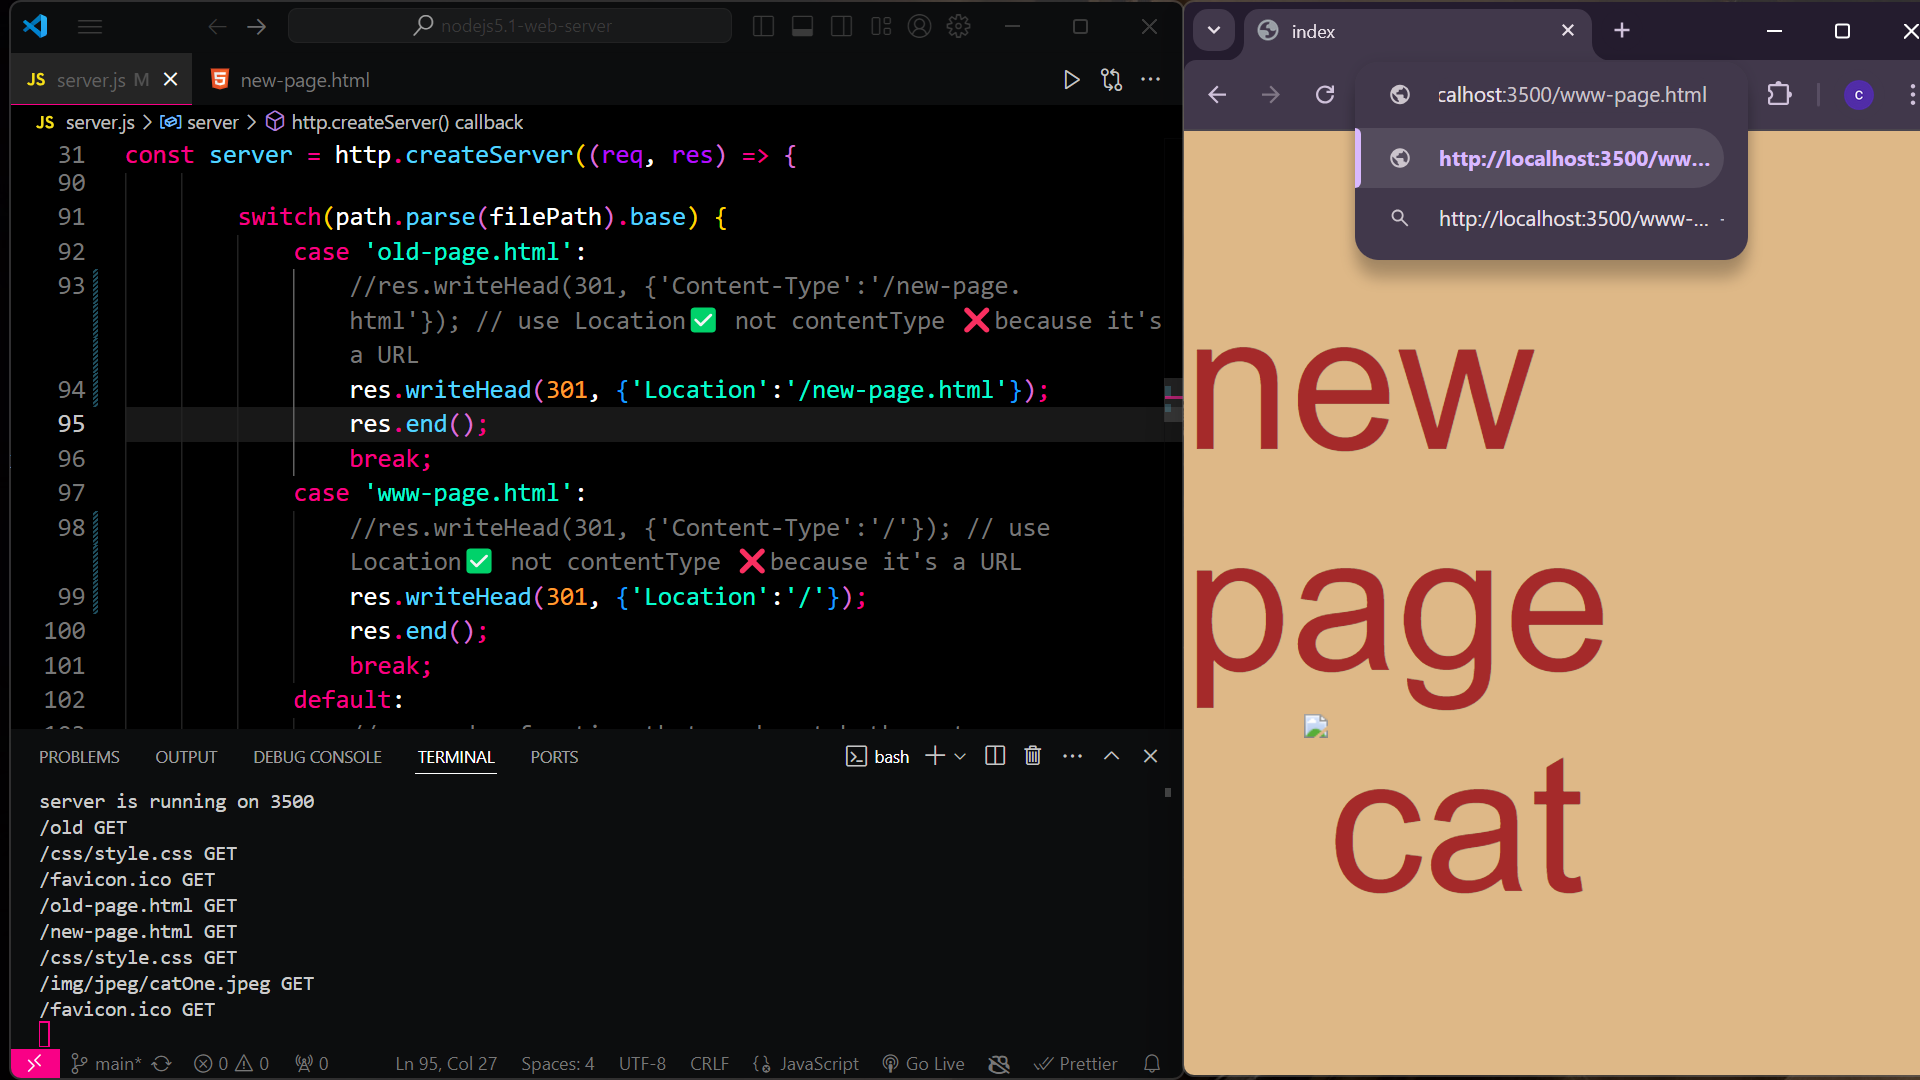 nodejs5.1-web-server
JS server.js M
new-page.html
JS server.js > server > http.createServer() callback
31 const server = http.createServer((req, res) => {
90
91 switch(path.parse(filePath).base) {
92 case 'old-page.html':
93 //res.writeHead(301, {'Content-Type':'/new-page.
html'}); // use Location✅ not contentType ❌because it's
a URL
94 res.writeHead(301, {'Location':'/new-page.html'});
95 res.end();
96 break;
97 case 'www-page.html':
98 //res.writeHead(301, {'Content-Type':'/'}); // use
Location✅ not contentType ❌because it's a URL
99 res.writeHead(301, {'Location':'/'});
100 res.end();
101 break;
102 default:
PROBLEMS OUTPUT DEBUG CONSOLE TERMINAL PORTS bash
server is running on 3500
/old GET
/css/style.css GET
/favicon.ico GET
/old-page.html GET
/new-page.html GET
/css/style.css GET
/img/jpeg/catOne.jpeg GET
/favicon.ico GET
main* 0 0 0 Ln 95, Col 27 Spaces: 4 UTF-8 CRLF JavaScript Go Live Prettier
index
calhost:3500/www-page.html
c
http://localhost:3500/ww...
http://localhost:3500/www-... -
new
page
cat